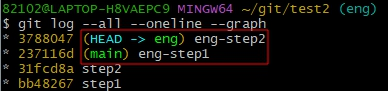 82102@LAPTOP-H8VAEPC9 MINGW64 ~/git/test2 (eng)
$ git log --all --oneline --graph
* 3788047 (HEAD -> eng) eng-step2
* 237116d (main) eng-step1
* 31fcd8a step2
* bb48267 step1